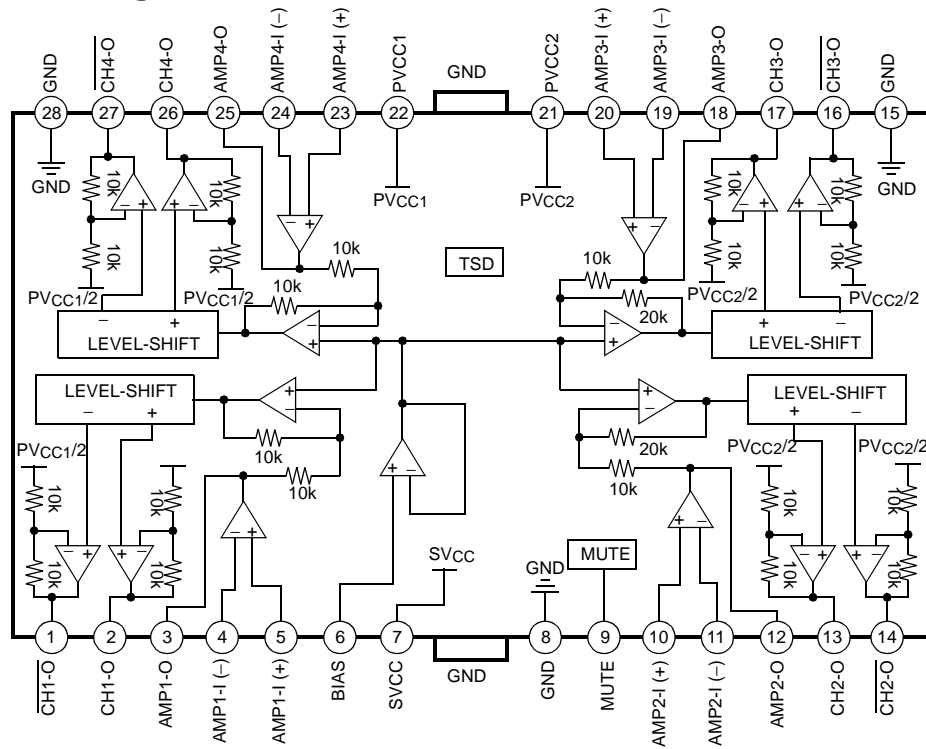 GND
CH4-O
CH4-O
AMP4-O
AMP4-I (−)
AMP4-I (+)
PVCC1
GND
PVCC2
AMP3-I (+)
AMP3-I (−)
AMP3-O
CH3-O
CH3-O
GND
28
27
26
25
24
23
22
21
20
19
18
17
16
15
GND
10k
10k
10k
10k
− +
+ −
− +
PVCC1
PVCC2
+ −
10k
10k
10k
10k
− +
+ −
GND
TSD
10k
10k
10k
20k
PVCC1/2
PVCC1/2
PVCC2/2
PVCC2/2
− +
LEVEL-SHIFT
−
+
−
+
+ −
LEVEL-SHIFT
LEVEL-SHIFT
− +
+
−
+
−
LEVEL-SHIFT
+ −
10k
10k
20k
10k
PVCC1/2
PVCC2/2
PVCC2/2
10k
10k
10k
10k
− +
+ −
− +
+ −
+ −
10k
10k
10k
10k
− +
+ −
SVCC
GND
MUTE
1
2
3
4
5
6
7
8
9
10
11
12
13
14
CH1-O
CH1-O
AMP1-O
AMP1-I (−)
AMP1-I (+)
BIAS
SVCC
GND
GND
MUTE
AMP2-I (+)
AMP2-I (−)
AMP2-O
CH2-O
CH2-O